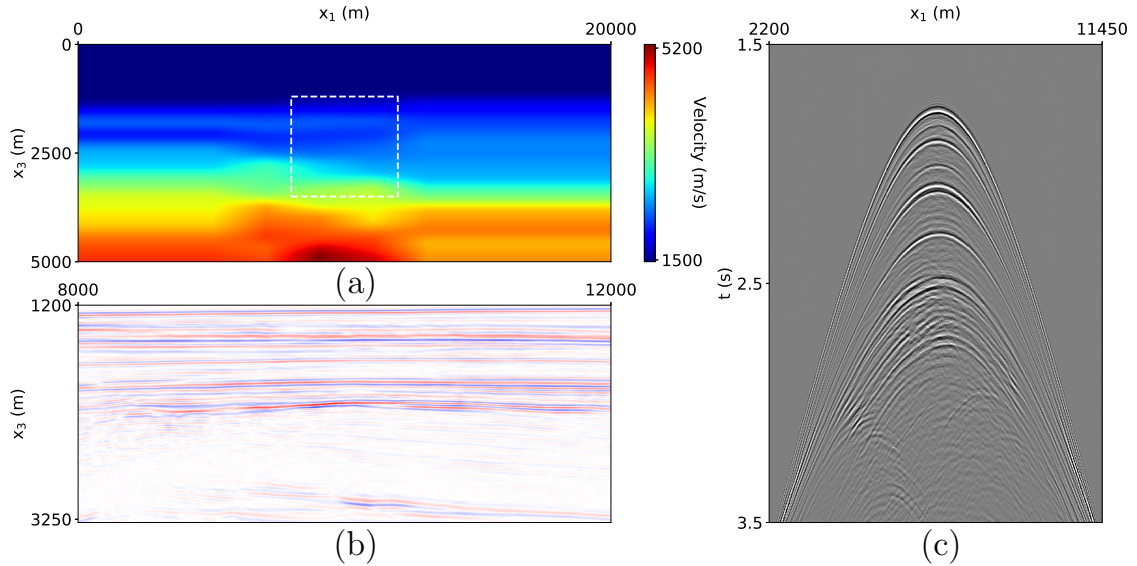 x1 (m)
0 20000
0
2500
5000
x3 (m)
5200
1500
Velocity (m/s)
(a)
8000 12000
1200
3250
x3 (m)
(b)
x1 (m)
2200 11450
1.5
2.5
3.5
t (s)
(c)